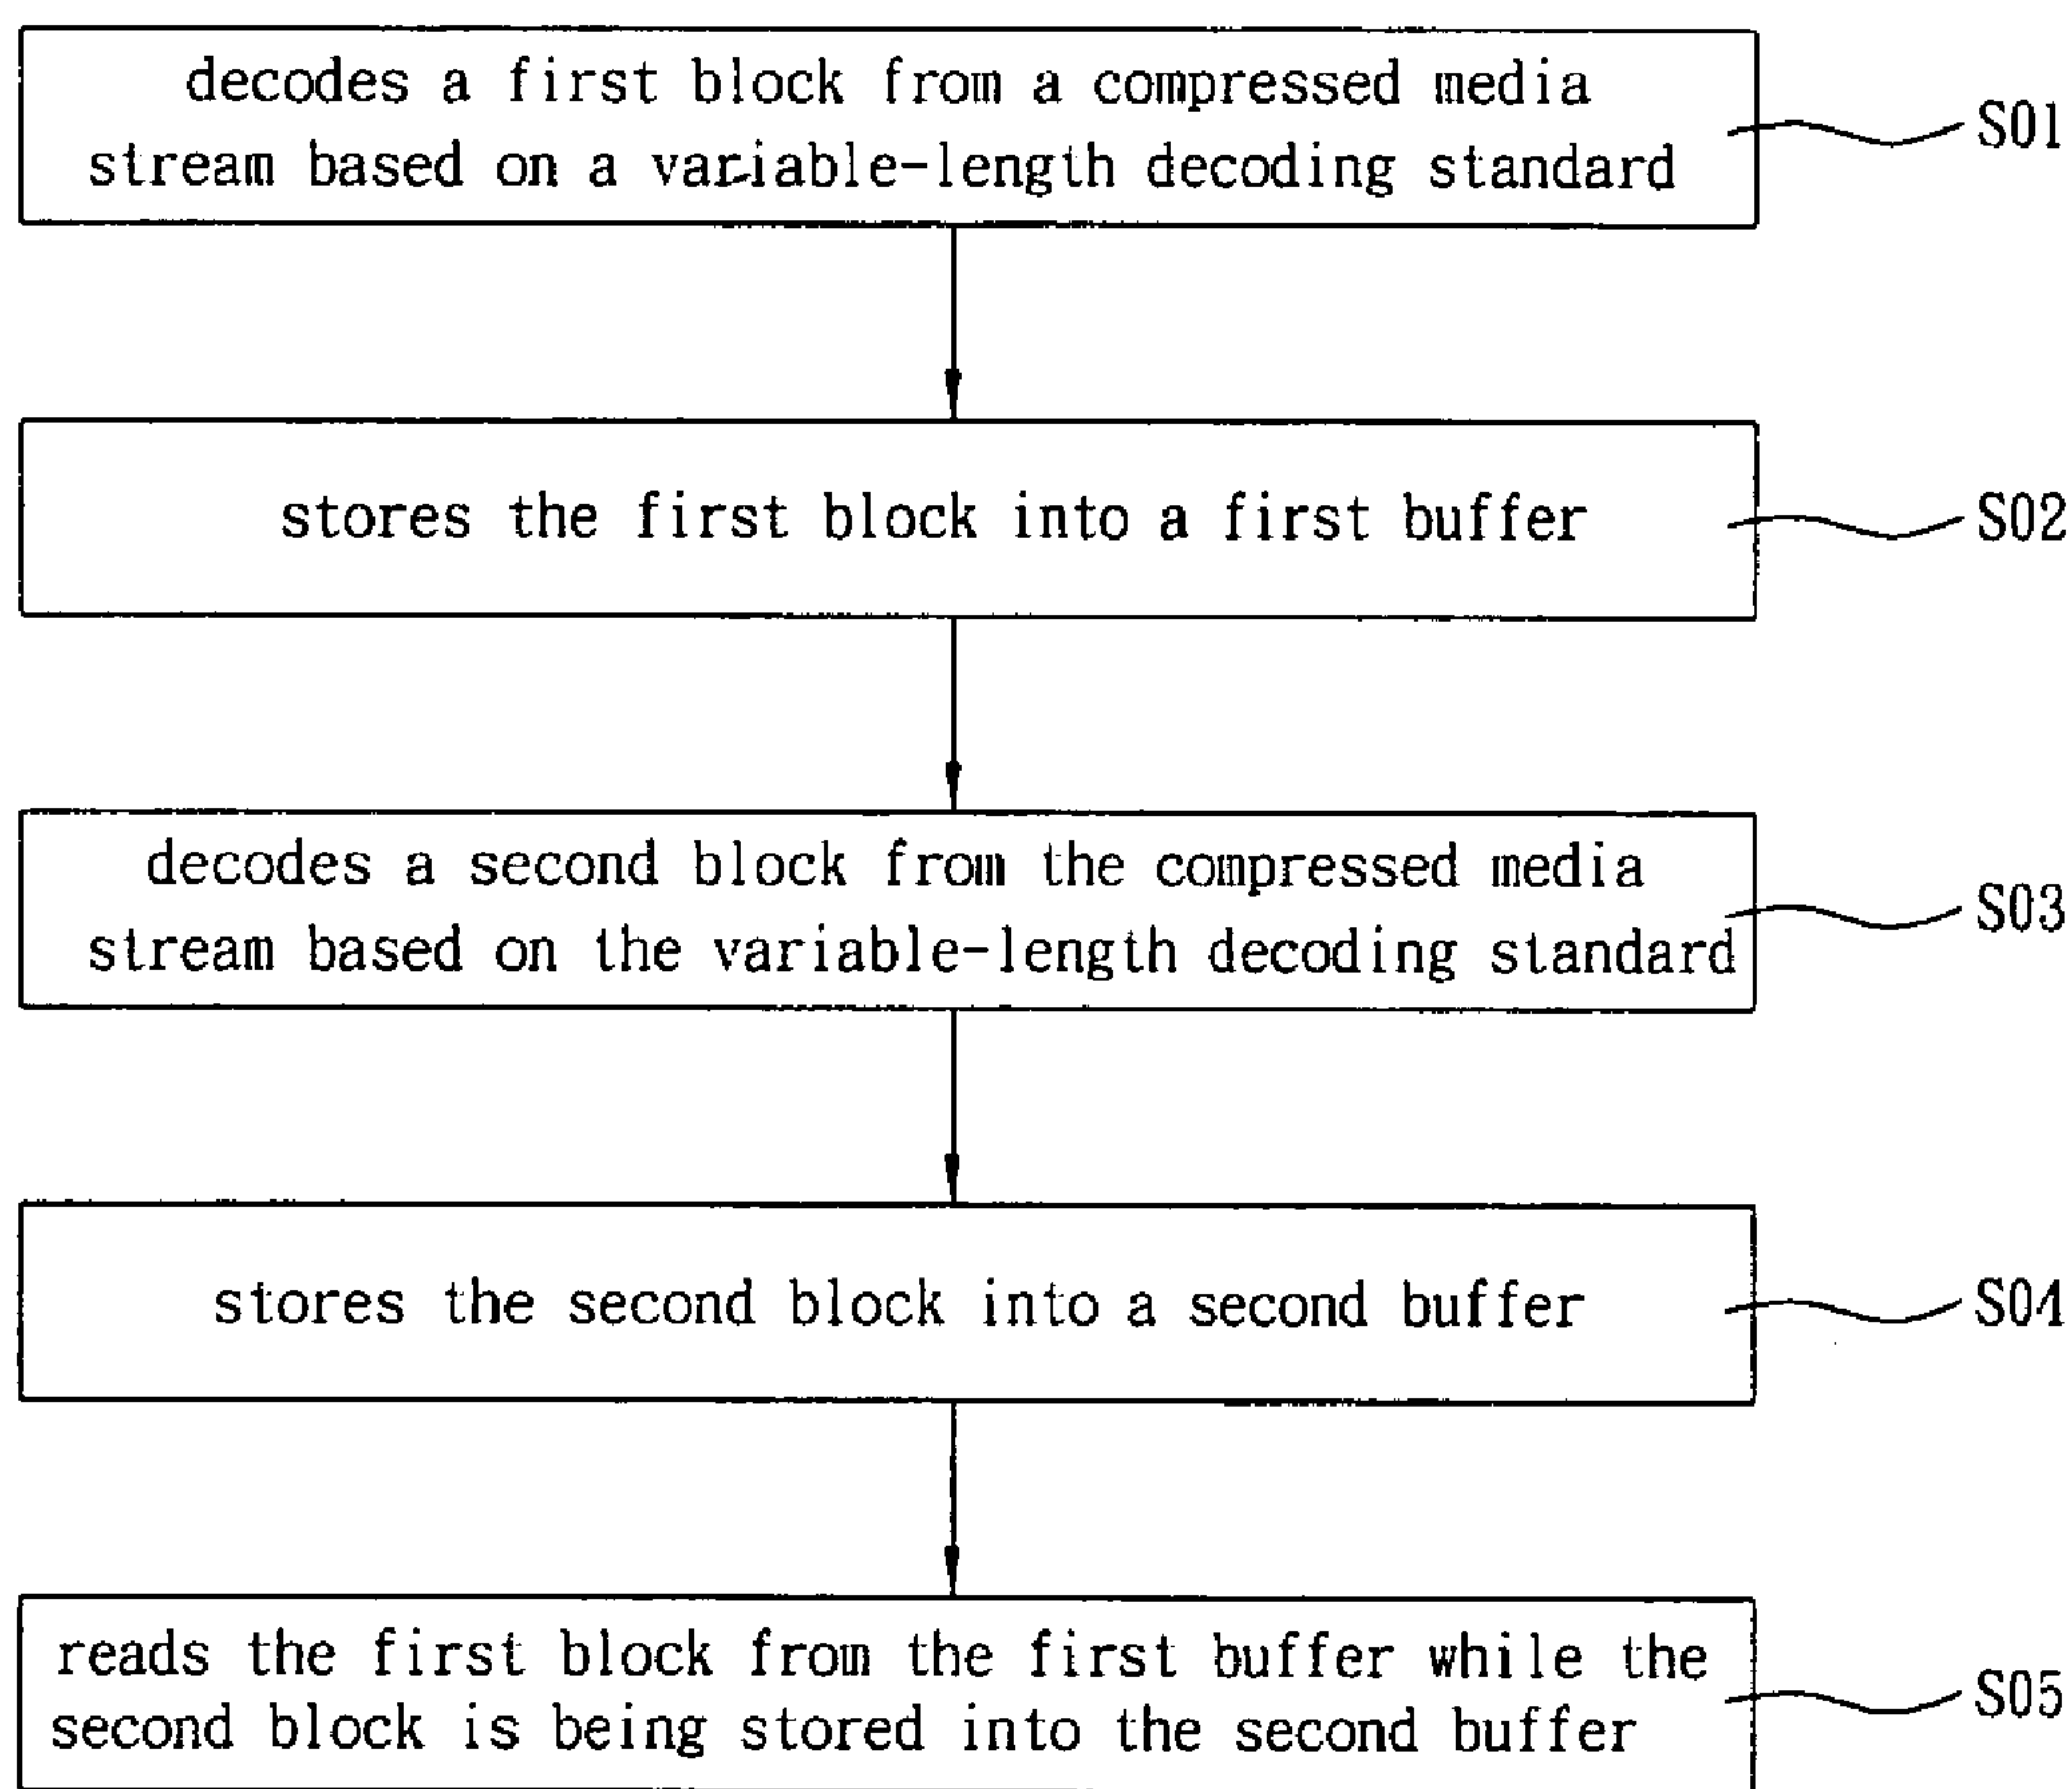 decodes a first block from a compressed media
stream based on a variable-length decoding standard
S01
stores the first block into a first buffer
S02
decodes a second block from the compressed media
stream based on the variable-length decoding standard
S03
stores the second block into a second buffer
S04
reads the first block from the first buffer while the
second block is being stored into the second buffer
S05